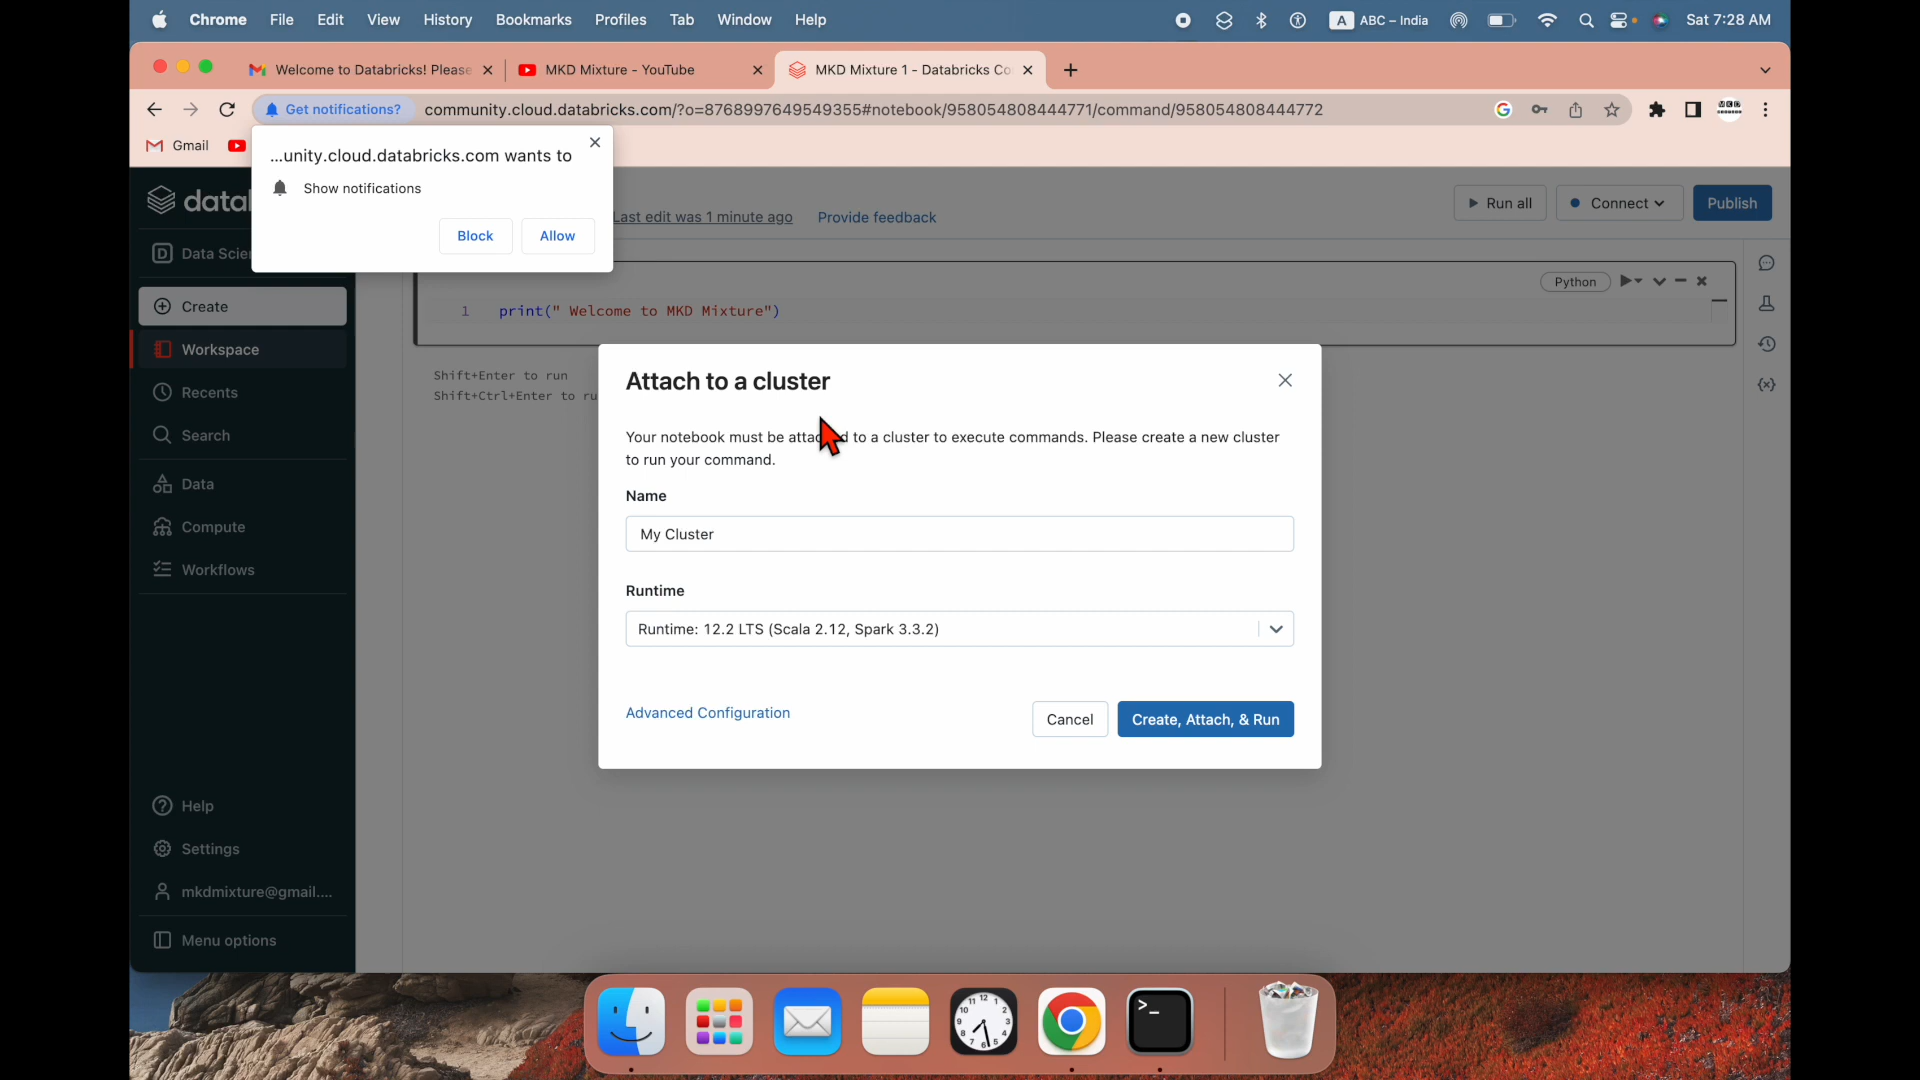 Chrome File Edit View History Bookmarks Profiles Tab Window Help
A ABC – India Sat 7:28 AM
Welcome to Databricks! Please
MKD Mixture - YouTube
MKD Mixture 1 - Databricks Co
Get notifications? community.cloud.databricks.com/?o=8768997649549355#notebook/958054808444771/command/958054808444772
Gmail
...unity.cloud.databricks.com wants to
Show notifications
Block Allow
Last edit was 1 minute ago Provide feedback
Run all Connect Publish
Create
Workspace
Recents
Search
Data
Compute
Workflows
Help
Settings
mkdmixture@gmail....
Menu options
Python
1 print(" Welcome to MKD Mixture")
Shift+Enter to run
Shift+Ctrl+Enter to ru
Attach to a cluster
Your notebook must be attached to a cluster to execute commands. Please create a new cluster
to run your command.
Name
My Cluster
Runtime
Runtime: 12.2 LTS (Scala 2.12, Spark 3.3.2)
Advanced Configuration Cancel Create, Attach, & Run